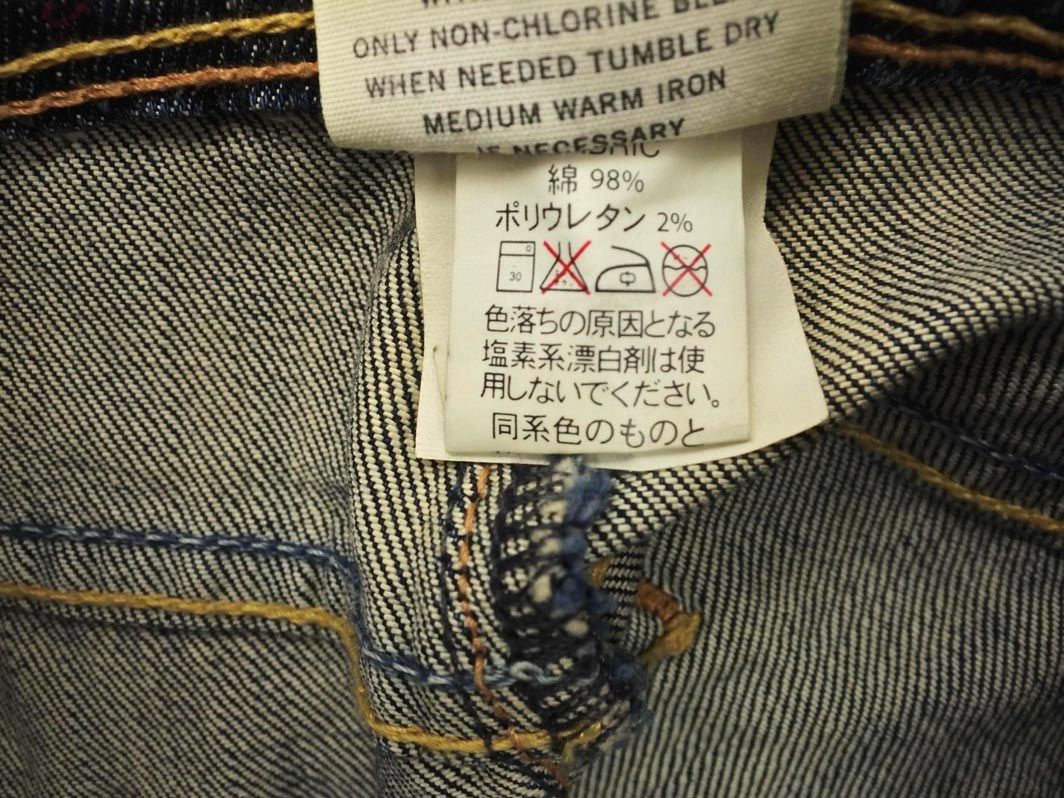 ONLY NON-CHLORINE
WHEN NEEDED TUMBLE DRY
MEDIUM WARM IRON
NECESSARY
綿 98%
ポリウレタン 2%
30
色落ちの原因となる
塩素系漂白剤は使
用しないでください。
同系色のものと